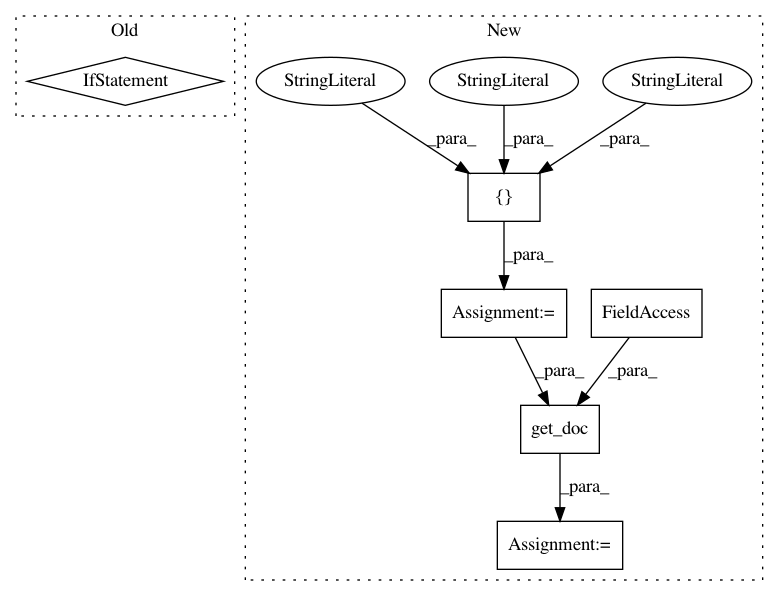 Old
New
IfStatement
StringLiteral
StringLiteral
StringLiteral
_para_
_para_
_para_
{}
_para_
Assignment:=
FieldAccess
_para_
_para_
get_doc
_para_
Assignment:=